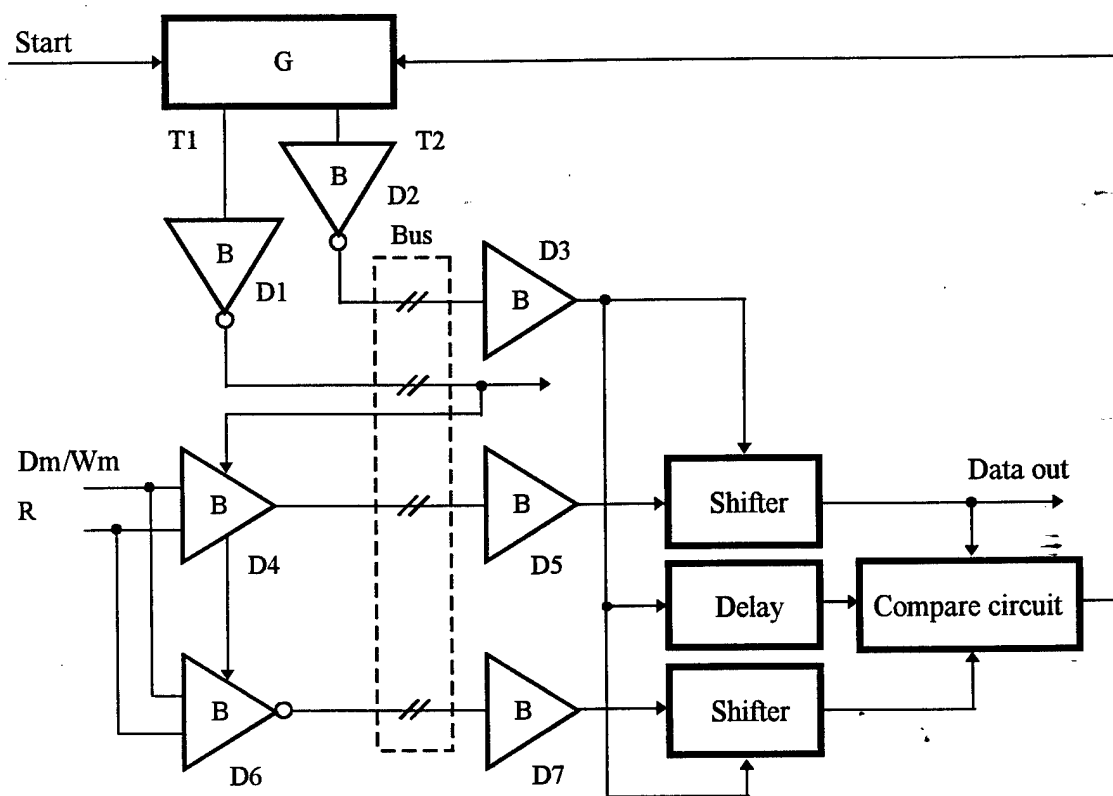 Start
G
T1
T2
B
D2
B
D1
Bus
D3
B
Dm/Wm
R
B
D4
B
D5
Shifter
Data out
Delay
Compare circuit
B
D6
B
D7
Shifter